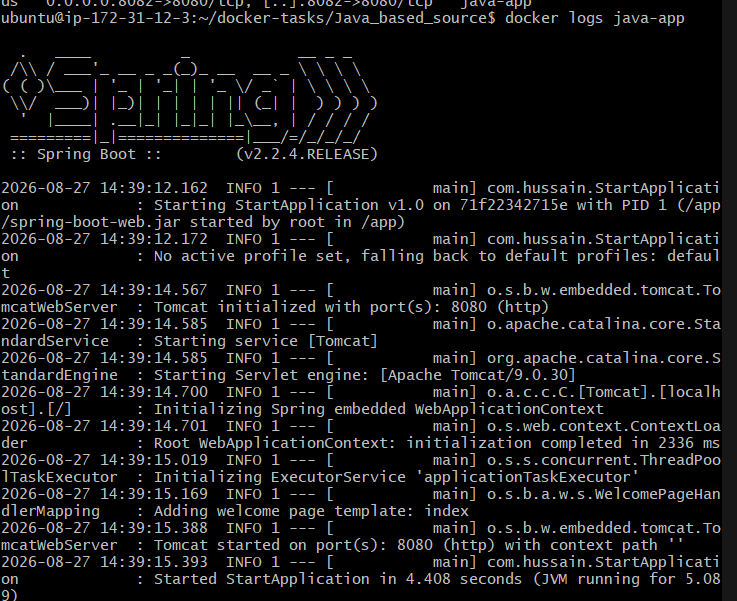 us   0.0.0.0:8082->8080/tcp, [::]:8082->8080/tcp   java-app
ubuntu@ip-172-31-12-3:~/docker-tasks/Java_based_source$ docker logs java-app

  .   ____          _            __ _ _
 /\\ / ___'_ __ _ _(_)_ __  __ _ \ \ \ \
( ( )\___ | '_ | '_| | '_ \/ _` | \ \ \ \
 \\/  ___)| |_)| | | | | || (_| |  ) ) ) )
  '  |____| .__|_| |_|_| |_\__, | / / / /
 =========|_|==============|___/=/_/_/_/
 :: Spring Boot ::        (v2.2.4.RELEASE)

2026-08-27 14:39:12.162  INFO 1 --- [           main] com.hussain.StartApplicati
on             : Starting StartApplication v1.0 on 71f22342715e with PID 1 (/app
/spring-boot-web.jar started by root in /app)
2026-08-27 14:39:12.172  INFO 1 --- [           main] com.hussain.StartApplicati
on             : No active profile set, falling back to default profiles: defaul
t
2026-08-27 14:39:14.567  INFO 1 --- [           main] o.s.b.w.embedded.tomcat.To
mcatWebServer  : Tomcat initialized with port(s): 8080 (http)
2026-08-27 14:39:14.585  INFO 1 --- [           main] o.apache.catalina.core.Sta
ndardService   : Starting service [Tomcat]
2026-08-27 14:39:14.585  INFO 1 --- [           main] org.apache.catalina.core.S
tandardEngine  : Starting Servlet engine: [Apache Tomcat/9.0.30]
2026-08-27 14:39:14.700  INFO 1 --- [           main] o.a.c.c.C.[Tomcat].[localh
ost].[/]       : Initializing Spring embedded WebApplicationContext
2026-08-27 14:39:14.701  INFO 1 --- [           main] o.s.web.context.ContextLoa
der            : Root WebApplicationContext: initialization completed in 2336 ms
2026-08-27 14:39:15.019  INFO 1 --- [           main] o.s.s.concurrent.ThreadPoo
lTaskExecutor  : Initializing ExecutorService 'applicationTaskExecutor'
2026-08-27 14:39:15.169  INFO 1 --- [           main] o.s.b.a.w.s.WelcomePageHan
dlerMapping    : Adding welcome page template: index
2026-08-27 14:39:15.388  INFO 1 --- [           main] o.s.b.w.embedded.tomcat.To
mcatWebServer  : Tomcat started on port(s): 8080 (http) with context path ''
2026-08-27 14:39:15.393  INFO 1 --- [           main] com.hussain.StartApplicati
on             : Started StartApplication in 4.408 seconds (JVM running for 5.08
9)